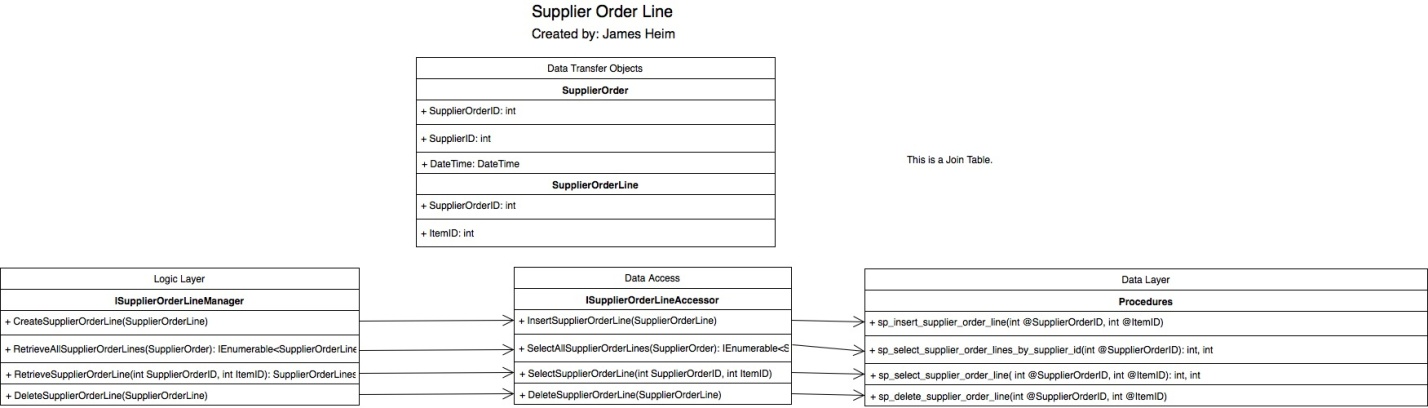 Supplier Order Line
Created by: James Heim
Data Transfer Objects
SupplierOrder
+ SupplierOrderID: int
+ SupplierID: int
+ DateTime: DateTime
SupplierOrderLine
+ SupplierOrderID: int
+ ItemID: int
This is a Join Table.
Logic Layer
ISupplierOrderLineManager
+ CreateSupplierOrderLine(SupplierOrderLine)
+ RetrieveAllSupplierOrderLines(SupplierOrder): IEnumerable<SupplierOrderLine
+ RetrieveSupplierOrderLine(int SupplierOrderID, int ItemID): SupplierOrderLines
+ DeleteSupplierOrderLine(SupplierOrderLine)
Data Access
ISupplierOrderLineAccessor
+ InsertSupplierOrderLine(SupplierOrderLine)
+ SelectAllSupplierOrderLines(SupplierOrder): IEnumerable<S
+ SelectSupplierOrderLine(int SupplierOrderID, int ItemID)
+ DeleteSupplierOrderLine(SupplierOrderLine)
Data Layer
Procedures
+ sp_insert_supplier_order_line(int @SupplierOrderID, int @ItemID)
+ sp_select_supplier_order_lines_by_supplier_id(int @SupplierOrderID): int, int
+ sp_select_supplier_order_line( int @SupplierOrderID, int @ItemID): int, int
+ sp_delete_supplier_order_line(int @SupplierOrderID, int @ItemID)